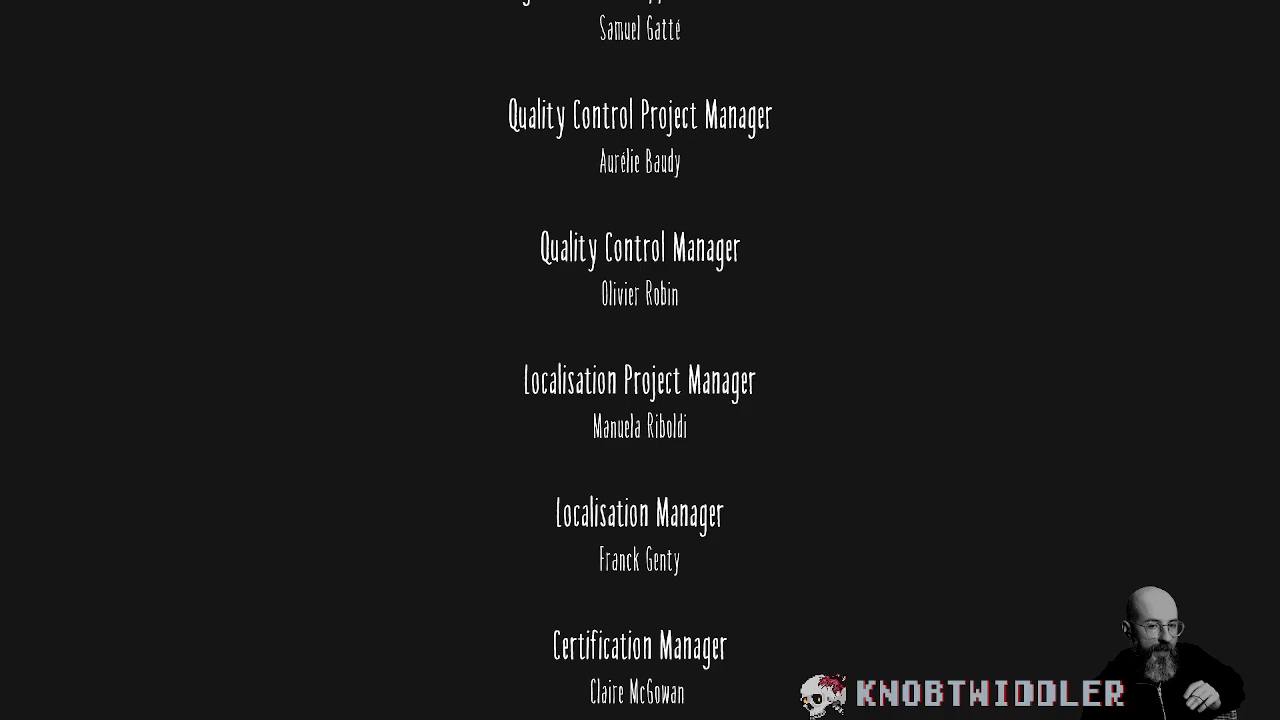 Samuel Gatté
Quality Control Project Manager
Aurélie Baudy
Quality Control Manager
Olivier Robin
Localisation Project Manager
Manuela Riboldi
Localisation Manager
Franck Genty
Certification Manager
Claire McGowan
KNOBTWIDDLER